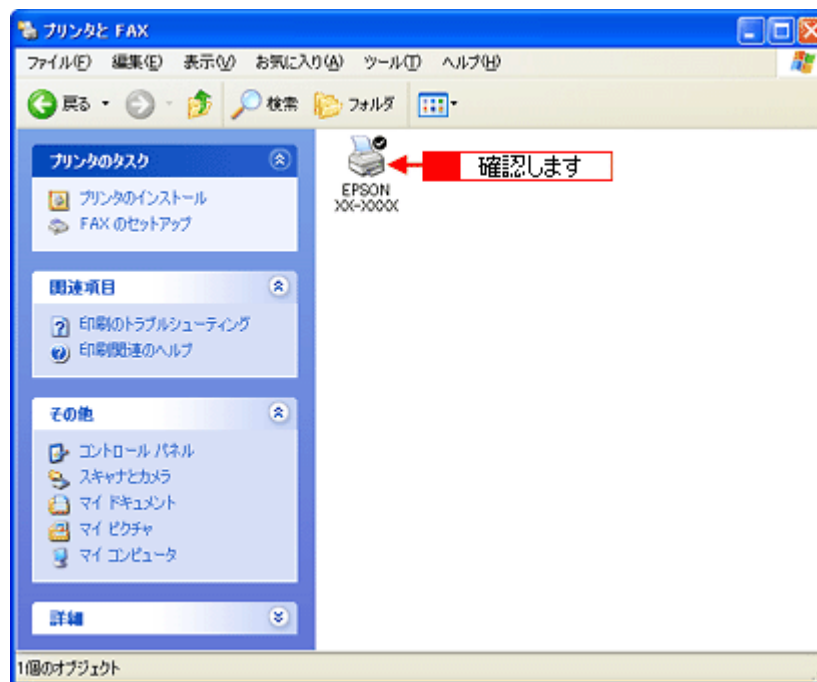 プリンタと FAX
ファイル(F) 編集(E) 表示(V) お気に入り(A) ツール(T) ヘルプ(H)
戻る 検索 フォルダ
プリンタのタスク
プリンタのインストール
FAX のセットアップ
関連項目
印刷のトラブルシューティング
印刷関連のヘルプ
その他
コントロール パネル
スキャナとカメラ
マイ ドキュメント
マイ ピクチャ
マイ コンピュータ
詳細
EPSON
XX-XXXX
確認します
1個のオブジェクト